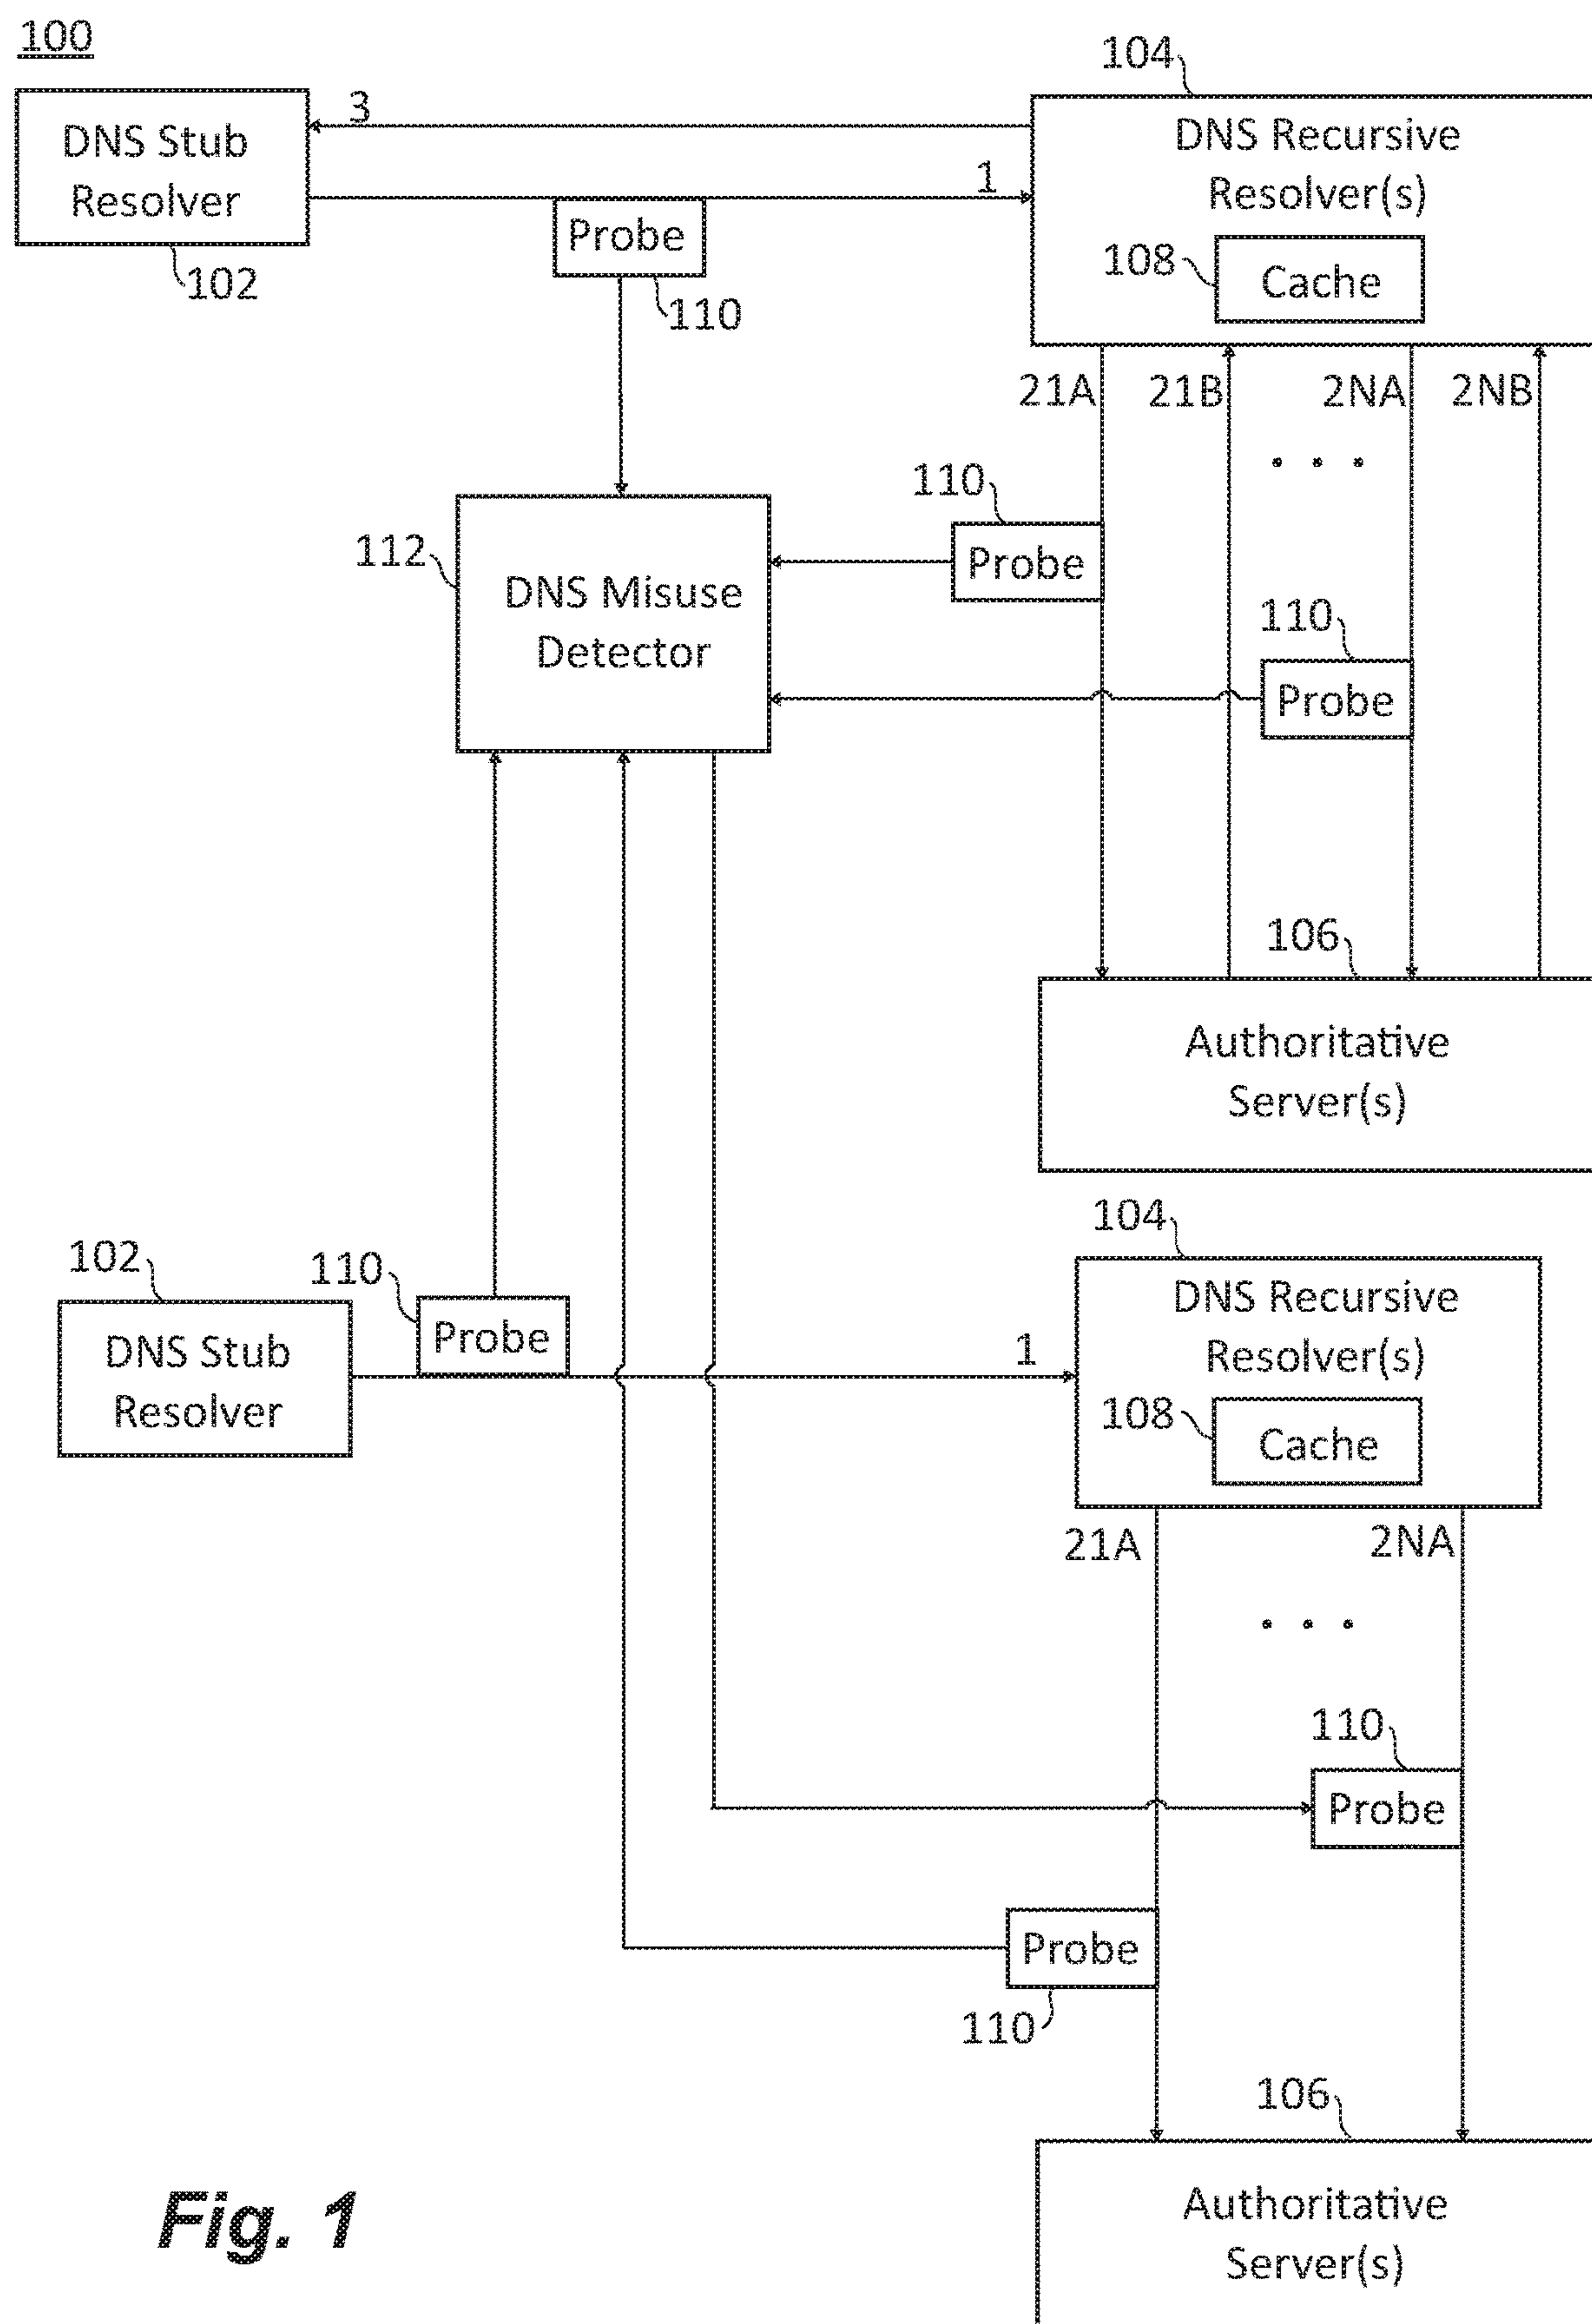 100
104
3
DNS Stub
Resolver
102
1
Probe
110
DNS Recursive
Resolver(s)
108
Cache
21A
21B
2NA
2NB
. . .
112
DNS Misuse
Detector
110
Probe
110
Probe
106
Authoritative
Server(s)
104
102
DNS Stub
Resolver
110
Probe
1
DNS Recursive
Resolver(s)
108
Cache
21A
2NA
. . .
110
Probe
Probe
110
106
Authoritative
Server(s)
Fig. 1